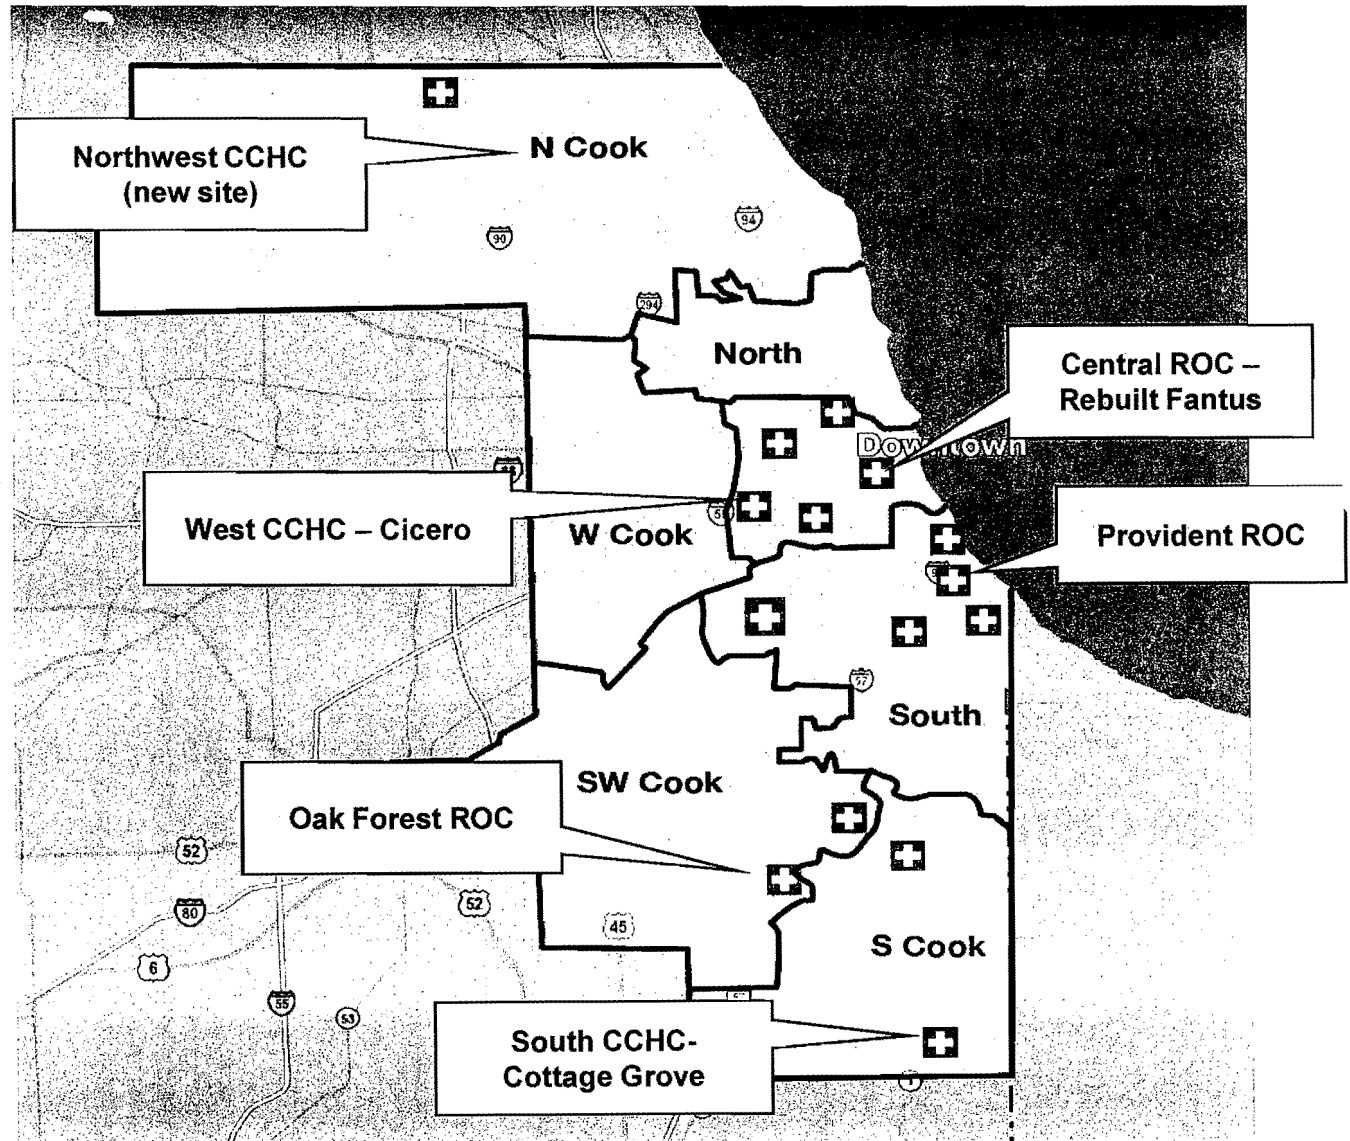 Northwest CCHC
(new site)
N Cook
94
90
294
North
Central ROC –
Rebuilt Fantus
Downtown
West CCHC – Cicero
W Cook
Provident ROC
57
South
SW Cook
Oak Forest ROC
52
80
52
45
6
S Cook
55
53
South CCHC-
Cottage Grove
1